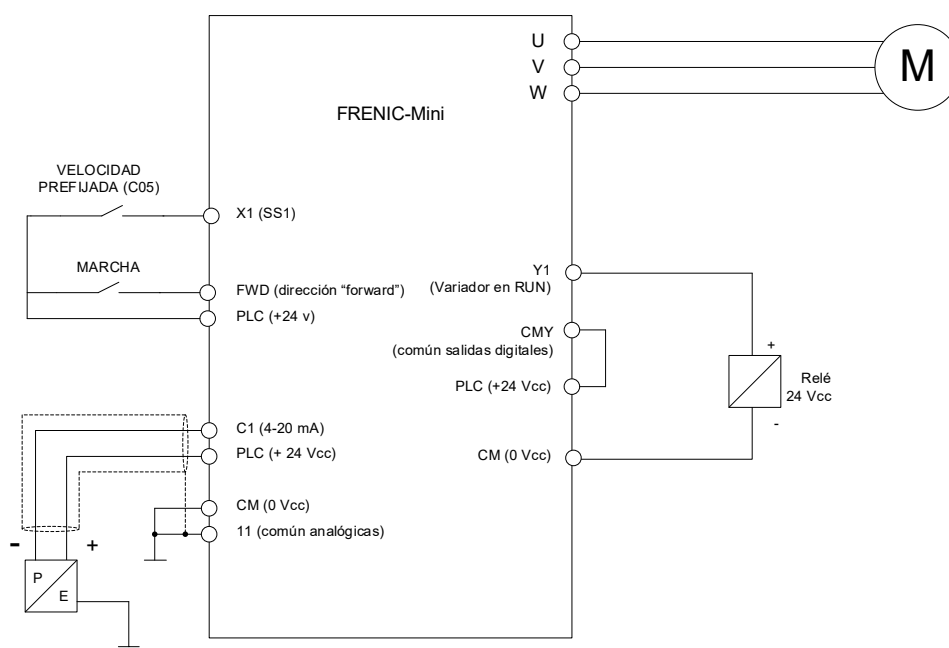 U
V
W
M
FRENIC-Mini
VELOCIDAD
PREFIJADA (C05)
X1 (SS1)
MARCHA
FWD (dirección “forward”)
PLC (+24 v)
Y1
(Variador en RUN)
CMY
(común salidas digitales)
PLC (+24 Vcc)
+
Relé
24 Vcc
-
CM (0 Vcc)
C1 (4-20 mA)
PLC (+ 24 Vcc)
CM (0 Vcc)
11 (común analógicas)
- +
P
E